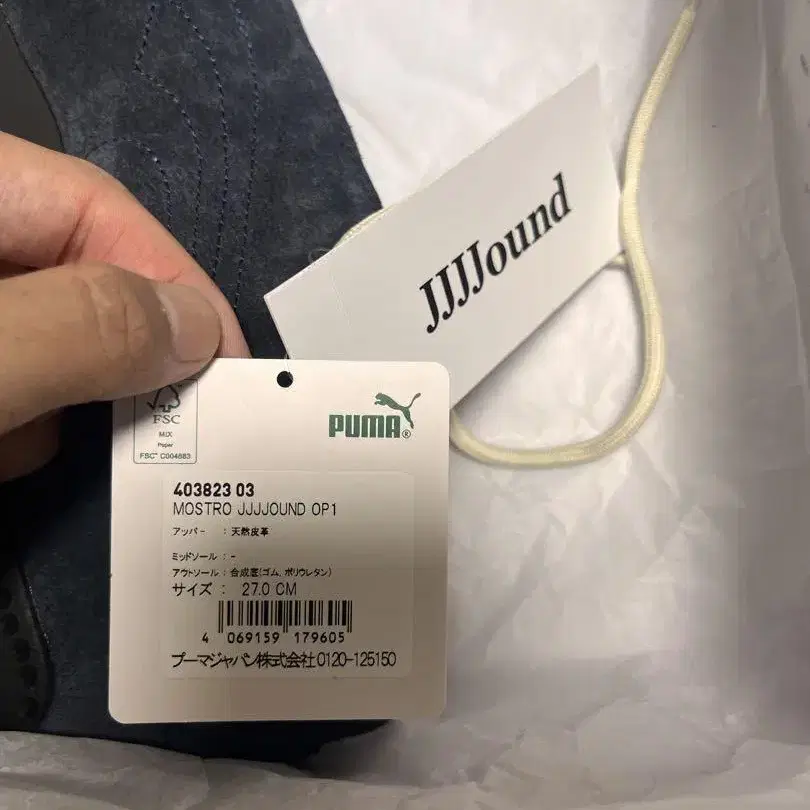 JJJJound
FSC
MIX
Paper
FSC® C004883
PUMA®
403823 03
MOSTRO JJJJOUND OP1
アッパー : 天然皮革
ミッドソール : -
アウトソール : 合成底(ゴム, ポリウレタン)
サイズ : 27.0 CM
4 069159 179605
プーマジャパン株式会社0120-125150